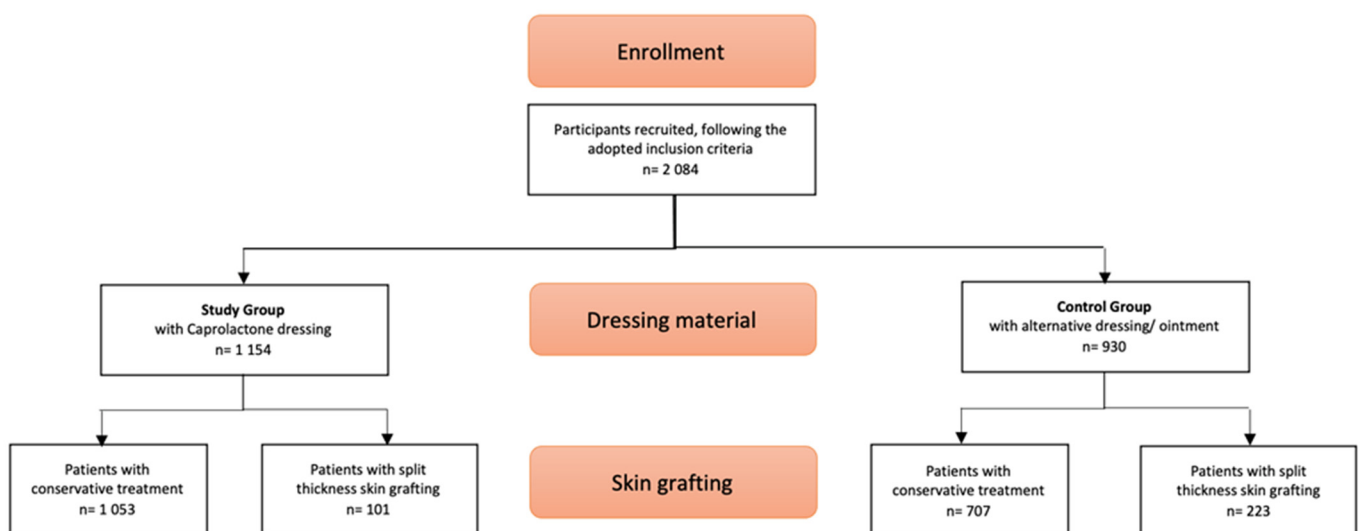 Enrollment
Participants recruited, following the
adopted inclusion criteria
n= 2 084
Study Group
with Caprolactone dressing
n= 1 154
Dressing material
Control Group
with alternative dressing/ ointment
n= 930
Patients with
conservative treatment
n= 1 053
Patients with split
thickness skin grafting
n= 101
Skin grafting
Patients with
conservative treatment
n= 707
Patients with split
thickness skin grafting
n= 223